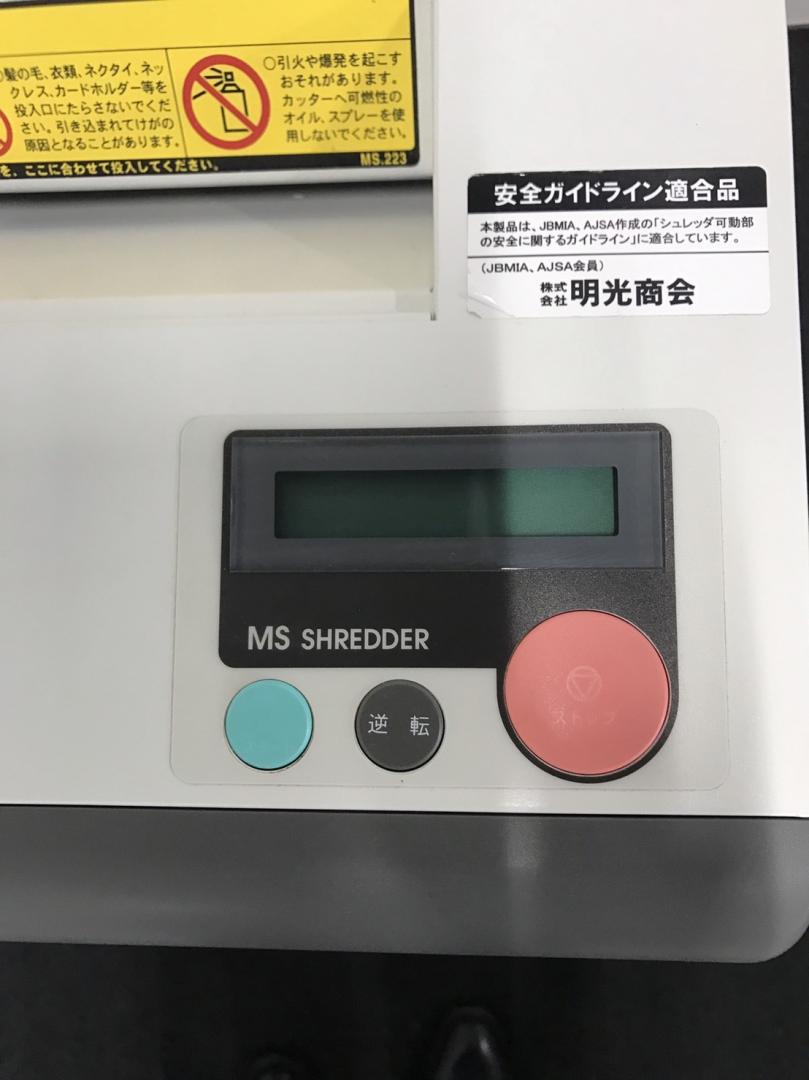 ○髪の毛、衣類、ネクタイ、ネッ
クレス、カードホルダー等を
投入口にたらさないでくだ
さい。引き込まれてけがの
原因となることがあります。
○引火や爆発を起こす
おそれがあります。
カッターへ可燃性の
オイル、スプレーを使
用しないでください。
を、ここに合わせて投入してください。
MS.223
安全ガイドライン適合品
本製品は、JBMIA、AJSA作成の「シュレッダ可動部
の安全に関するガイドライン」に適合しています。
(JBMIA、AJSA会員)
株式会社 明光商会
MS SHREDDER
逆 転
ストップ